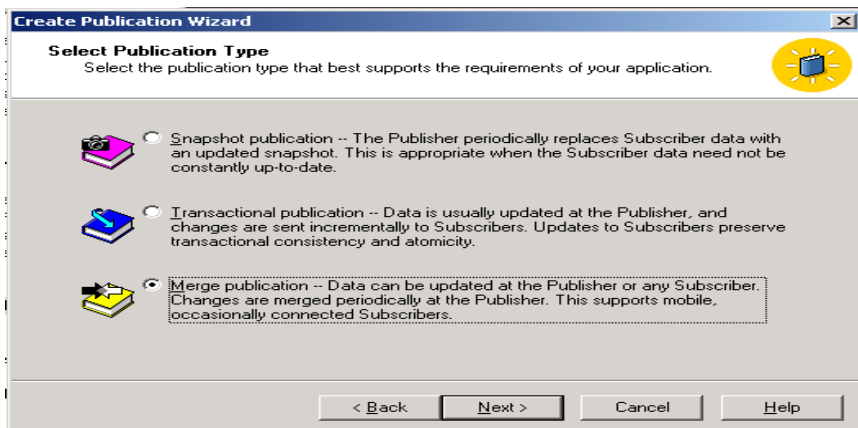 Create Publication Wizard
Select Publication Type
Select the publication type that best supports the requirements of your application.
Snapshot publication -- The Publisher periodically replaces Subscriber data with
an updated snapshot. This is appropriate when the Subscriber data need not be
constantly up-to-date.
Transactional publication -- Data is usually updated at the Publisher, and
changes are sent incrementally to Subscribers. Updates to Subscribers preserve
transactional consistency and atomicity.
Merge publication -- Data can be updated at the Publisher or any Subscriber.
Changes are merged periodically at the Publisher. This supports mobile,
occasionally connected Subscribers.
< Back Next > Cancel Help